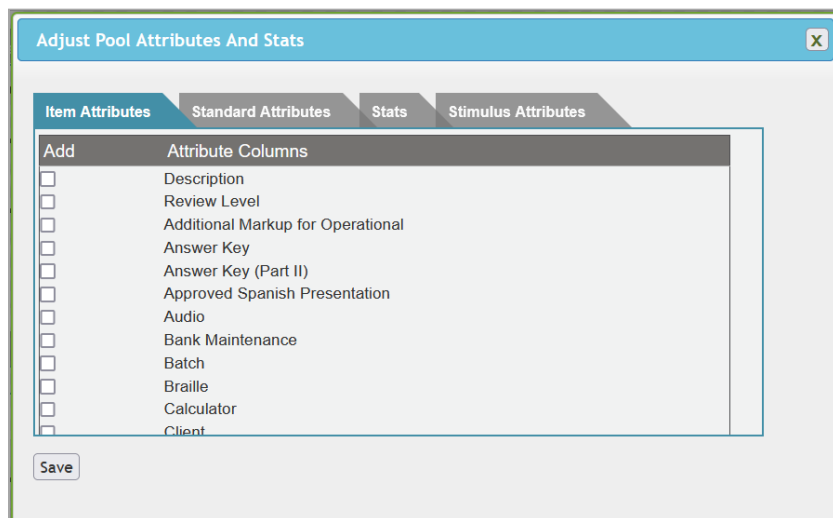 Adjust Pool Attributes And Stats
X
Item Attributes Standard Attributes Stats Stimulus Attributes
Add Attribute Columns
Description
Review Level
Additional Markup for Operational
Answer Key
Answer Key (Part II)
Approved Spanish Presentation
Audio
Bank Maintenance
Batch
Braille
Calculator
Client
Save